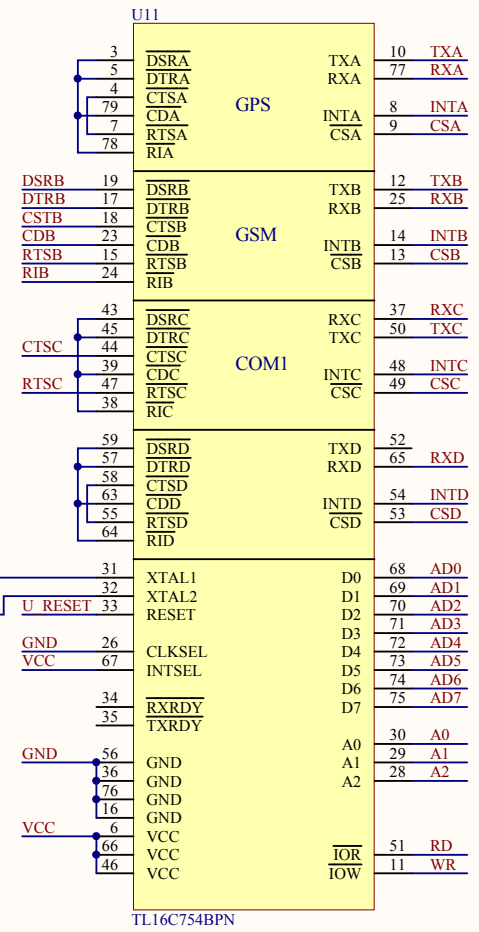 U11
3 DSRA TXA 10 TXA
5 DTRA RXA 77 RXA
4 CTSA
79 CDA GPS INTA 8 INTA
7 RTSA CSA 9 CSA
78 RIA
DSRB 19 DSRB TXB 12 TXB
DTRB 17 DTRB RXB 25 RXB
CSTB 18 CTSB
CDB 23 CDB GSM INTB 14 INTB
RTSB 15 RTSB CSB 13 CSB
RIB 24 RIB
43 DSRC RXC 37 RXC
45 DTRC TXC 50 TXC
CTSC 44 CTSC
39 CDC COM1 INTC 48 INTC
RTSC 47 RTSC CSC 49 CSC
38 RIC
59 DSRD TXD 52
57 DTRD RXD 65 RXD
58 CTSD
63 CDD INTD 54 INTD
55 RTSD CSD 53 CSD
64 RID
31 XTAL1 D0 68 AD0
32 XTAL2 D1 69 AD1
U_RESET 33 RESET D2 70 AD2
D3 71 AD3
GND 26 CLKSEL D4 72 AD4
VCC 67 INTSEL D5 73 AD5
D6 74 AD6
34 RXRDY D7 75 AD7
35 TXRDY
A0 30 A0
GND 56 GND A1 29 A1
36 GND A2 28 A2
76 GND
16 GND
VCC 6 VCC
66 VCC IOR 51 RD
46 VCC IOW 11 WR
TL16C754BPN